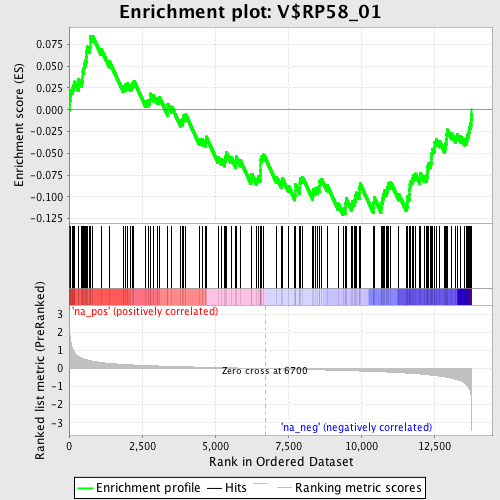 Enrichment plot: V$RP58_01
Enrichment score (ES)
0.075
0.050
0.025
0.000
-0.025
-0.050
-0.075
-0.100
-0.125
'na_pos' (positively correlated)
Ranked list metric (PreRanked)
3
2
1
0
-1
-2
-3
Zero cross at 6700
'na_neg' (negatively correlated)
0
2,500
5,000
7,500
10,000
12,500
Rank in Ordered Dataset
Enrichment profile
Hits
Ranking metric scores